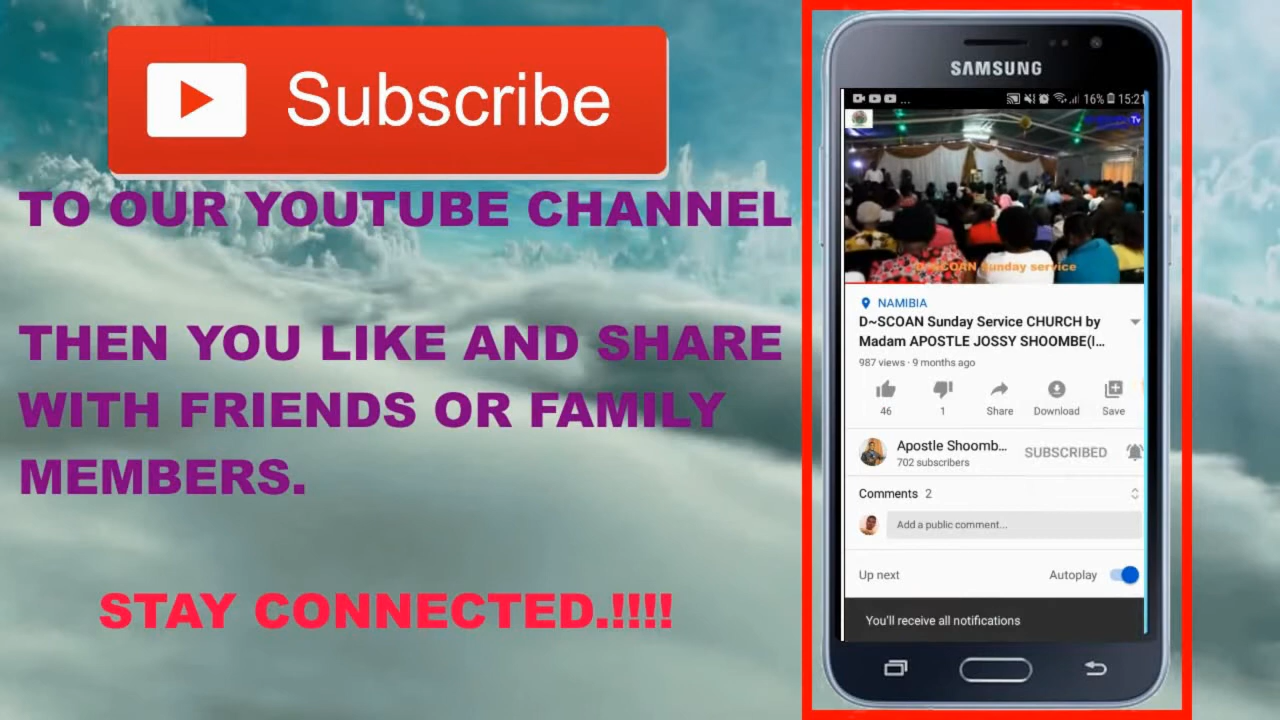 Subscribe
TO OUR YOUTUBE CHANNEL
THEN YOU LIKE AND SHARE
WITH FRIENDS OR FAMILY
MEMBERS.
STAY CONNECTED.!!!!
SAMSUNG
... 16% 15:21
Tv
D~SCOAN Sunday service
NAMIBIA
D~SCOAN Sunday Service CHURCH by
Madam APOSTLE JOSSY SHOOMBE(I...
987 views · 9 months ago
46 1 Share Download Save
Apostle Shoomb... SUBSCRIBED
702 subscribers
Comments 2
Add a public comment...
Up next Autoplay
You'll receive all notifications